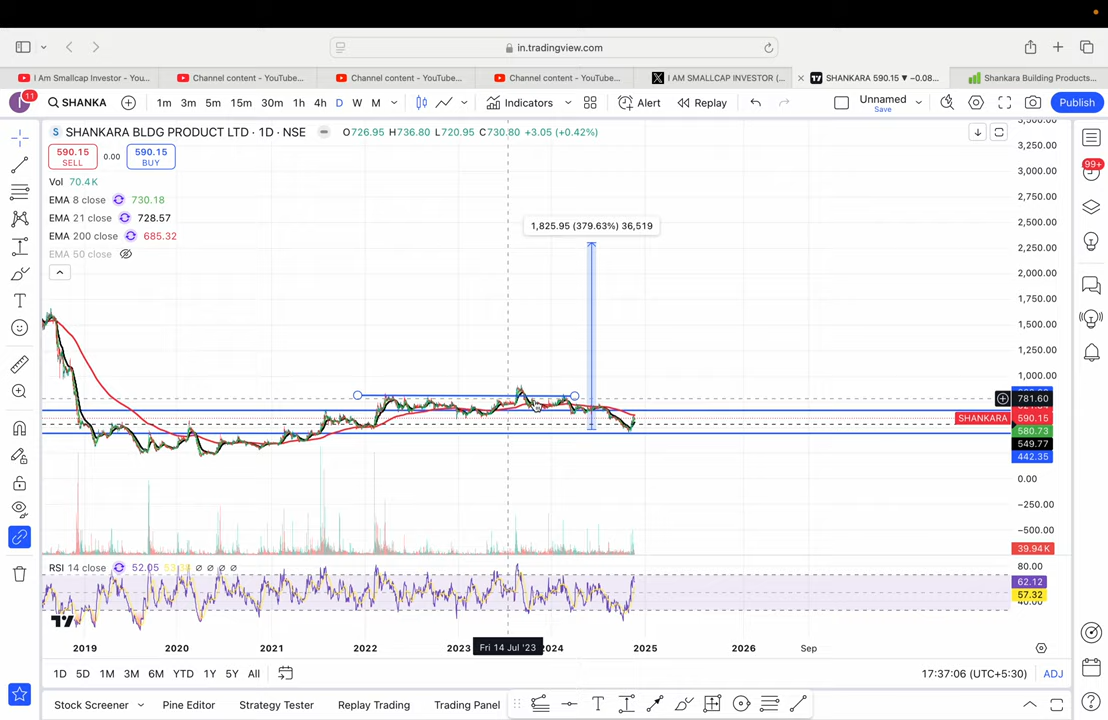 in.tradingview.com
I Am Smallcap Investor - You...
Channel content - YouTube...
Channel content - YouTube...
Channel content - YouTube...
I AM SMALLCAP INVESTOR (...
SHANKARA 590.15 ▼ −0.08...
Shankara Building Products...
11
SHANKA
1m 3m 5m 15m 30m 1h 4h D W M
Indicators
Alert
Replay
Unnamed
Save
Publish
S SHANKARA BLDG PRODUCT LTD · 1D · NSE
O726.95 H736.80 L720.95 C730.80 +3.05 (+0.42%)
590.15
SELL
0.00
590.15
BUY
Vol 70.4K
EMA 8 close 730.18
EMA 21 close 728.57
EMA 200 close 685.32
EMA 50 close
1,825.95 (379.63%) 36,519
3,250.00
3,000.00
2,750.00
2,500.00
2,250.00
2,000.00
1,750.00
1,500.00
1,250.00
1,000.00
781.60
SHANKARA 590.15
580.73
549.77
442.35
0.00
−250.00
−500.00
39.94K
99+
RSI 14 close 52.05
80.00
62.12
57.32
40.00
2019 2020 2021 2022 2023 Fri 14 Jul '23 2024 2025 2026 Sep
1D 5D 1M 3M 6M YTD 1Y 5Y All
17:37:06 (UTC+5:30) ADJ
Stock Screener Pine Editor Strategy Tester Replay Trading Trading Panel